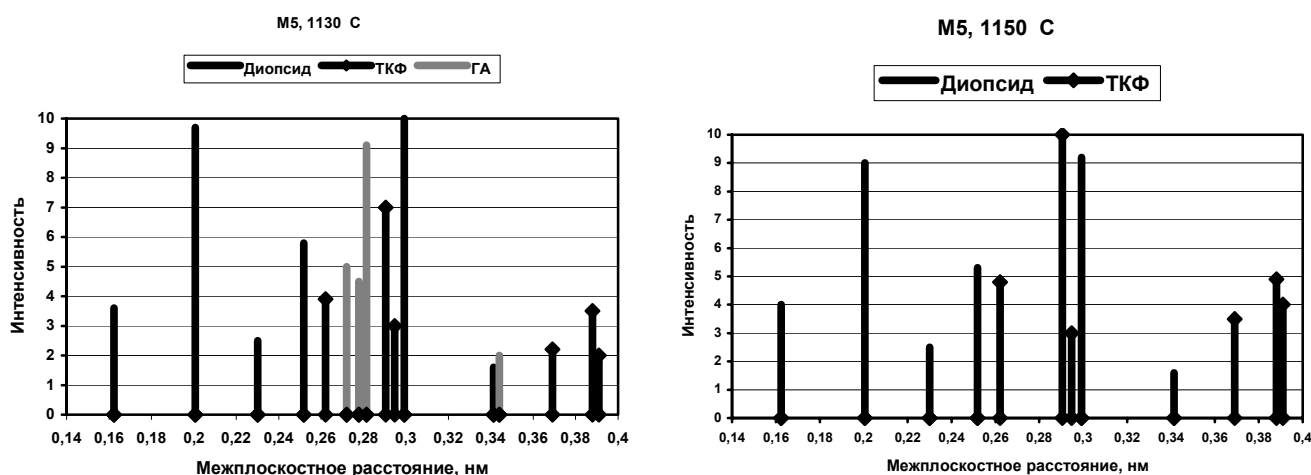 М5, 1130 С
Диопсид ТКФ ГА
Интенсивность
10
9
8
7
6
5
4
3
2
1
0
0,14 0,16 0,18 0,2 0,22 0,24 0,26 0,28 0,3 0,32 0,34 0,36 0,38 0,4
Межплоскостное расстояние, нм
М5, 1150 С
Диопсид ТКФ
Интенсивность
10
9
8
7
6
5
4
3
2
1
0
0,14 0,16 0,18 0,2 0,22 0,24 0,26 0,28 0,3 0,32 0,34 0,36 0,38 0,4
Межплоскостное расстояние, нм